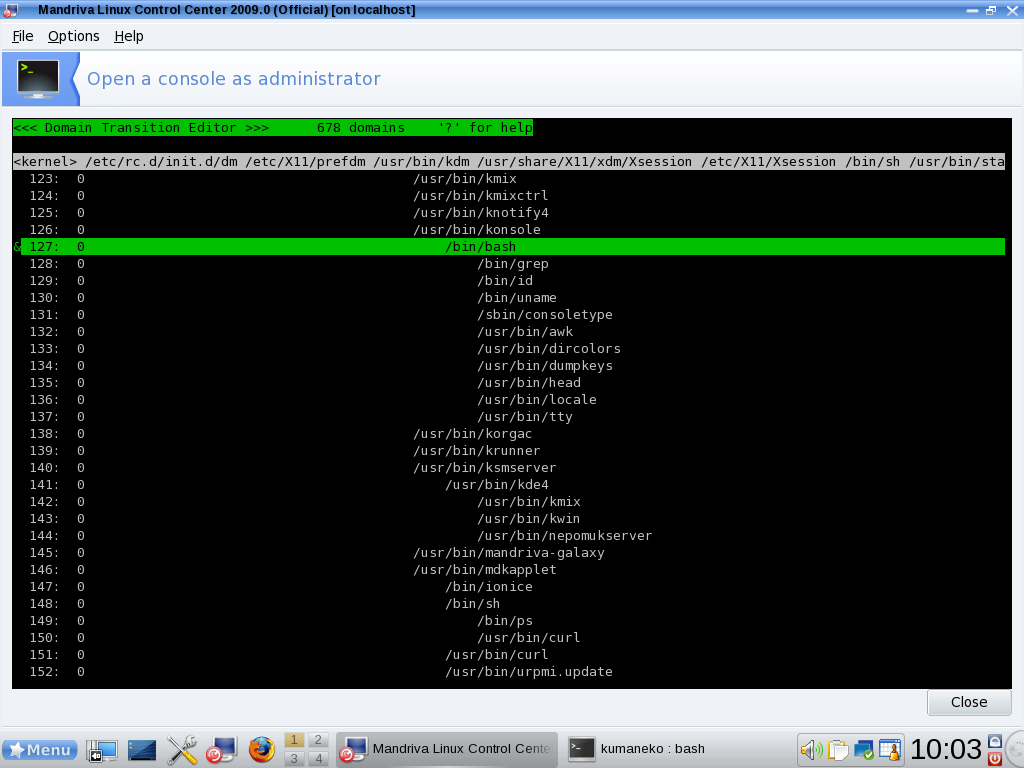 Mandriva Linux Control Center 2009.0 (Official) [on localhost]
File Options Help
Open a console as administrator
<<< Domain Transition Editor >>>      678 domains    '?' for help
<kernel> /etc/rc.d/init.d/dm /etc/X11/prefdm /usr/bin/kdm /usr/share/X11/xdm/Xsession /etc/X11/Xsession /bin/sh /usr/bin/sta
123: 0 /usr/bin/kmix
124: 0 /usr/bin/kmixctrl
125: 0 /usr/bin/knotify4
126: 0 /usr/bin/konsole
& 127: 0 /bin/bash
128: 0 /bin/grep
129: 0 /bin/id
130: 0 /bin/uname
131: 0 /sbin/consoletype
132: 0 /usr/bin/awk
133: 0 /usr/bin/dircolors
134: 0 /usr/bin/dumpkeys
135: 0 /usr/bin/head
136: 0 /usr/bin/locale
137: 0 /usr/bin/tty
138: 0 /usr/bin/korgac
139: 0 /usr/bin/krunner
140: 0 /usr/bin/ksmserver
141: 0 /usr/bin/kde4
142: 0 /usr/bin/kmix
143: 0 /usr/bin/kwin
144: 0 /usr/bin/nepomukserver
145: 0 /usr/bin/mandriva-galaxy
146: 0 /usr/bin/mdkapplet
147: 0 /bin/ionice
148: 0 /bin/sh
149: 0 /bin/ps
150: 0 /usr/bin/curl
151: 0 /usr/bin/curl
152: 0 /usr/bin/urpmi.update
Close
Menu 1 2 3 4 Mandriva Linux Control Cente kumaneko : bash 10:03